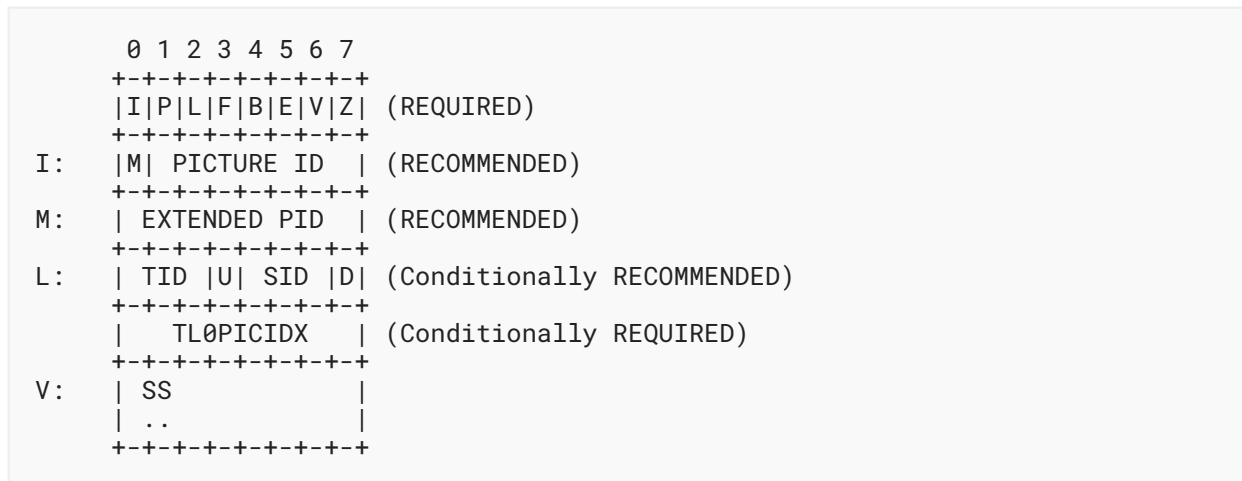 0 1 2 3 4 5 6 7
     +-+-+-+-+-+-+-+-+
     |I|P|L|F|B|E|V|Z| (REQUIRED)
     +-+-+-+-+-+-+-+-+
I:   |M| PICTURE ID  | (RECOMMENDED)
     +-+-+-+-+-+-+-+-+
M:   | EXTENDED PID  | (RECOMMENDED)
     +-+-+-+-+-+-+-+-+
L:   | TID |U| SID |D| (Conditionally RECOMMENDED)
     +-+-+-+-+-+-+-+-+
     |   TL0PICIDX   | (Conditionally REQUIRED)
     +-+-+-+-+-+-+-+-+
V:   | SS            |
     | ..            |
     +-+-+-+-+-+-+-+-+